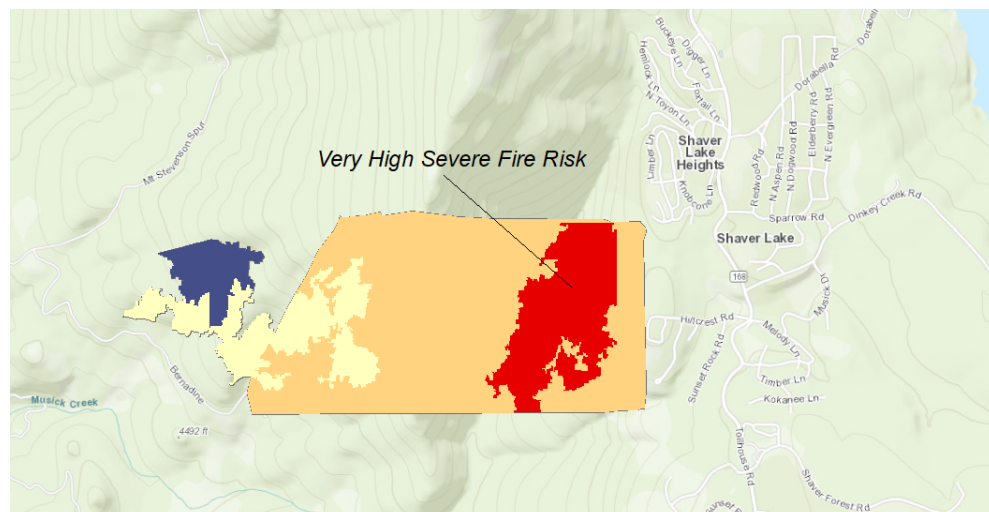 Dorabella
Buckeye Ln
Digger Ln
Hemlock Ln
Foxtail Ln
N Toyon Ln
Dorabella Rd
Elderberry Rd
N Evergreen Rd
Mt Stevenson Spur
Very High Severe Fire Risk
Shaver
Lake
Heights
Limber Ln
Knobcone Ln
Redwood Rd
N Aspen Rd
N Dogwood Rd
Sparrow Rd
Dinkey Creek Rd
Shaver Lake
168
Musick
Hillcrest Rd
Melody Ln
Sunset Rock Rd
Timber Ln
Kokanee Ln
Bernadine
Musick Creek
4492 ft
Tollhouse Rd
Shaver Forest Rd
Sunset